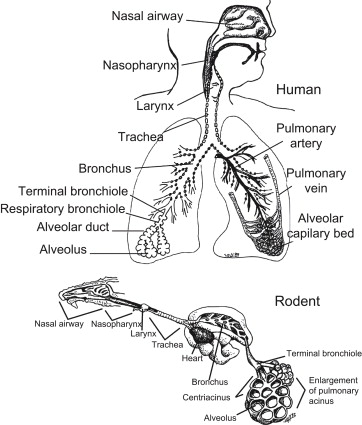 Nasal airway
Nasopharynx
Human
Larynx
Trachea
Pulmonary
artery
Bronchus
Pulmonary
vein
Terminal bronchiole
Respiratory bronchiole
Alveolar
capilary bed
Alveolar duct
Alveolus
Rodent
Nasal airway
Nasopharynx
Larynx
Trachea
Heart
Terminal bronchiole
Bronchus
Enlargement
of pulmonary
acinus
Centriacinus
Alveolus